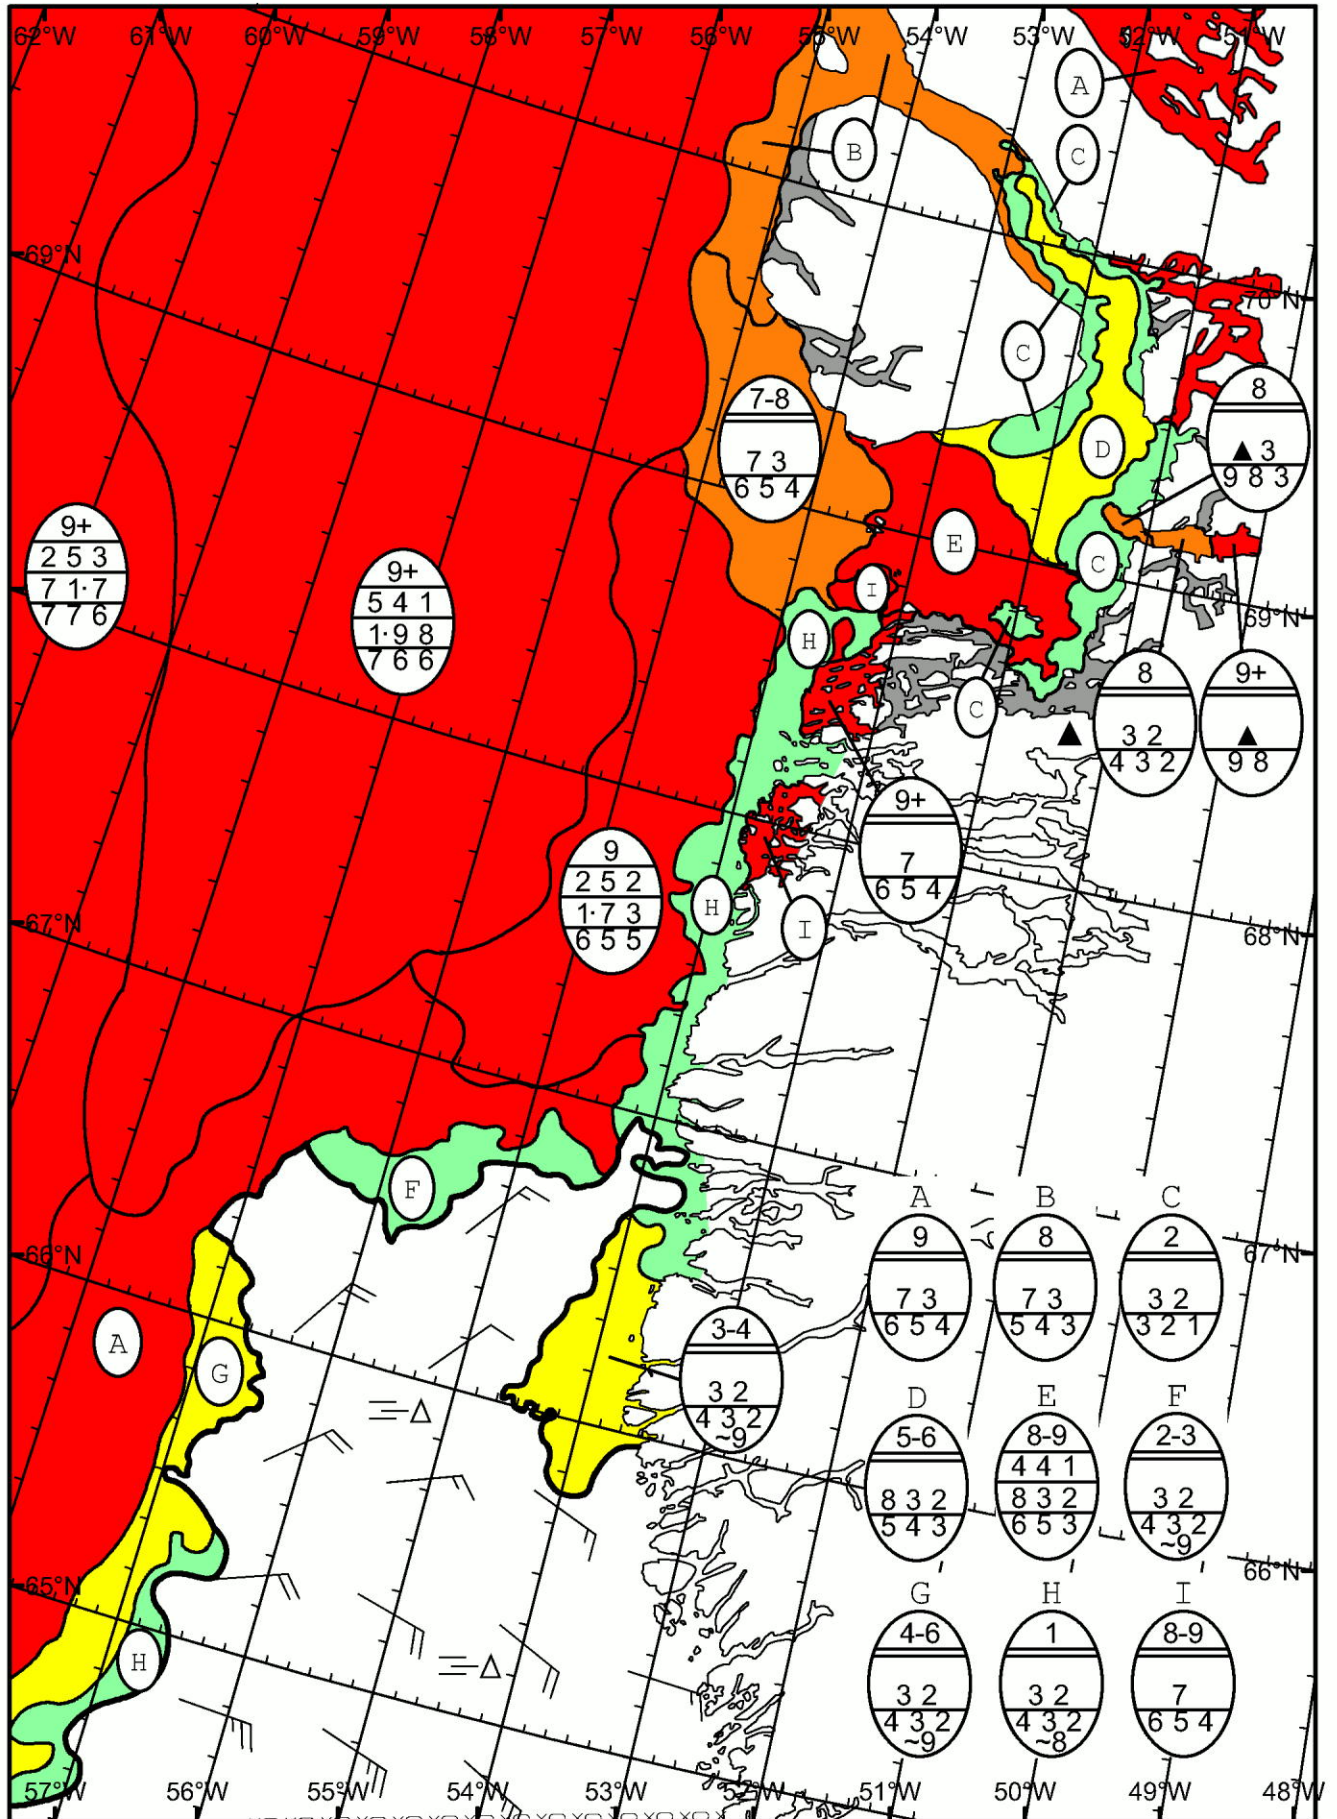 62°W 61°W 60°W 59°W 58°W 57°W 56°W 55°W 54°W 53°W 52°W 51°W
A
C
B
69°N
70°N
C
7-8
7 3
6 5 4
8
▲ 3
9 8 3
D
9+
2 5 3
7 1·7
7 7 6
9+
5 4 1
1·9 8
7 6 6
E
C
I
69°N
H
C
8
3 2
4 3 2
9+
▲
9 8
▲
9+
7
6 5 4
9
2 5 2
1·7 3
6 5 5
H
I
67°N
68°N
F
66°N
67°N
A
G
3-4
3 2
4 3 2
~9
A B C
9 8 2
7 3 7 3 3 2
6 5 4 5 4 3 3 2 1
D E F
5-6 8-9 2-3
4 4 1
8 3 2 8 3 2 3 2
5 4 3 6 5 3 4 3 2
~9
65°N
66°N
H
G H I
4-6 1 8-9
3 2 3 2 7
4 3 2 4 3 2 6 5 4
~9 ~8
57°W 56°W 55°W 54°W 53°W 52°W 51°W 50°W 49°W 48°W